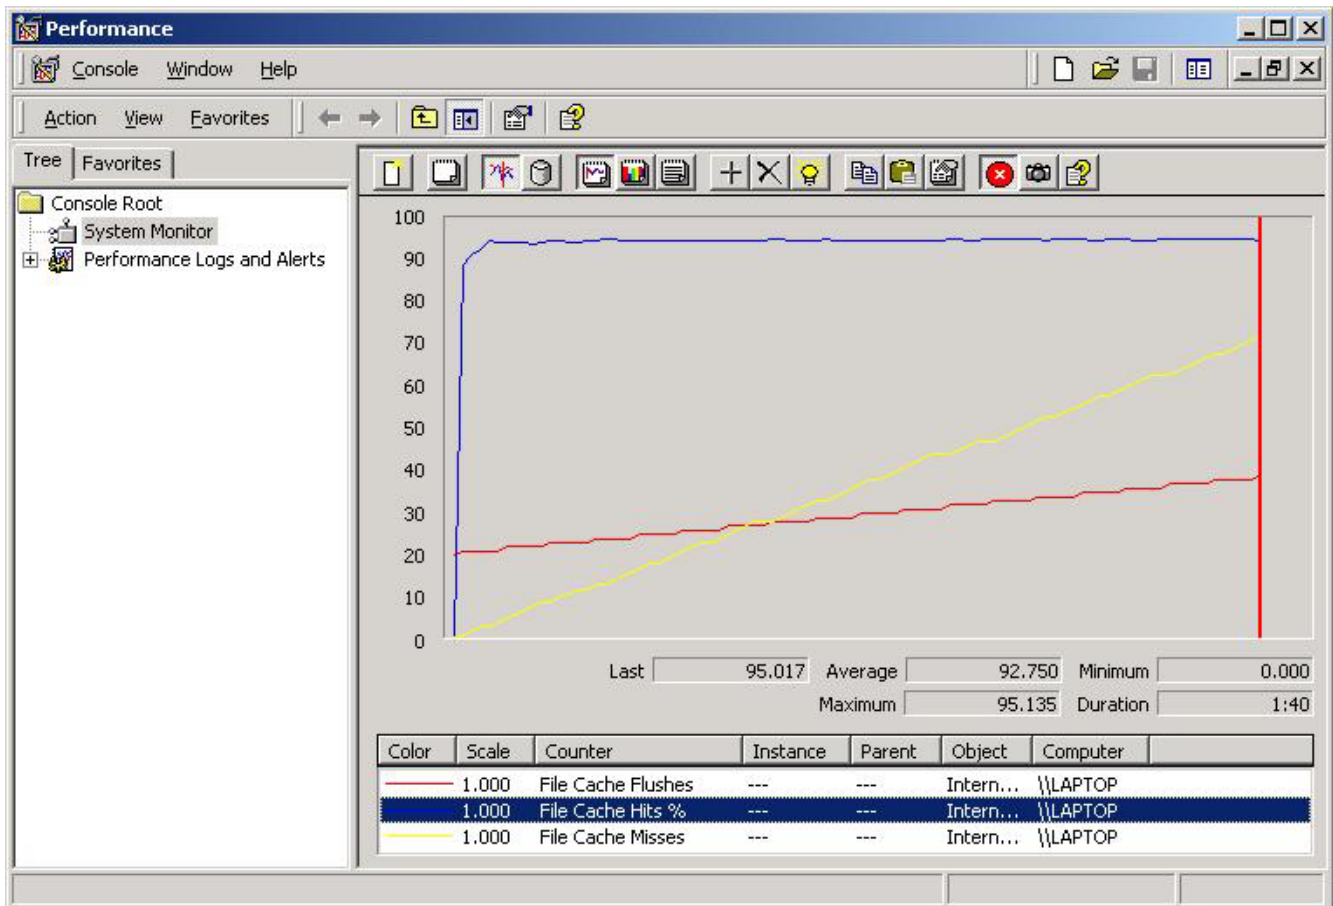 Performance
Console Window Help
Action View Favorites
Tree Favorites
Console Root
System Monitor
Performance Logs and Alerts
100
90
80
70
60
50
40
30
20
10
0
Last 95.017 Average 92.750 Minimum 0.000
Maximum 95.135 Duration 1:40
Color Scale Counter Instance Parent Object Computer
1.000 File Cache Flushes --- --- Intern... \\LAPTOP
1.000 File Cache Hits % --- --- Intern... \\LAPTOP
1.000 File Cache Misses --- --- Intern... \\LAPTOP